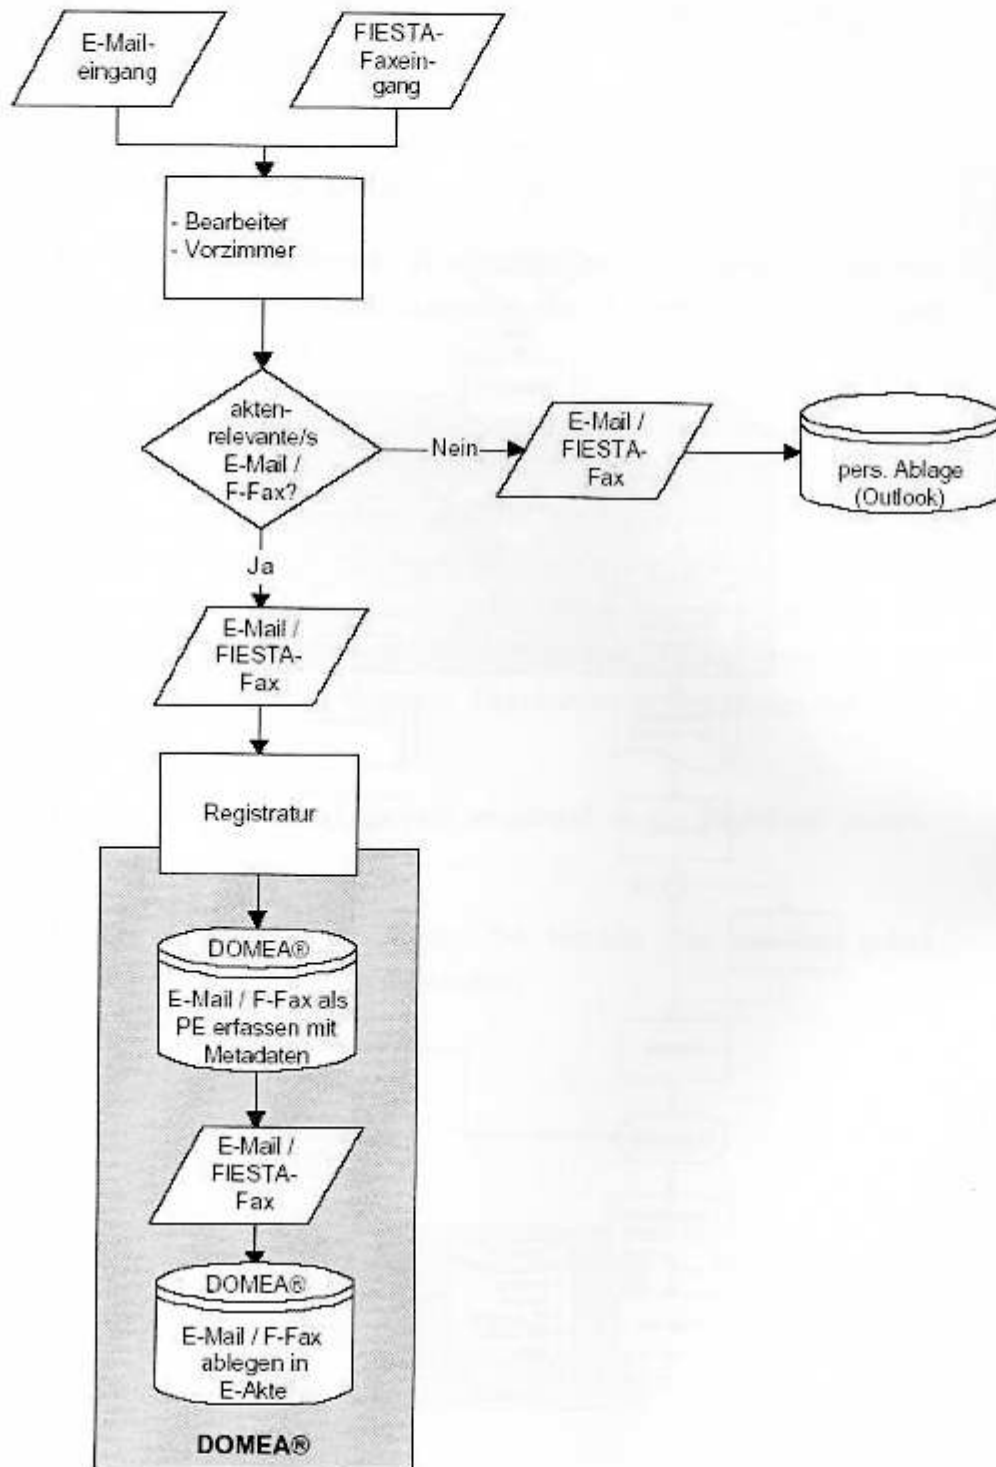 E-Mail-
eingang
FIESTA-
Faxein-
gang
- Bearbeiter
- Vorzimmer
akten-
relevante/s
E-Mail /
F-Fax?
Nein
E-Mail /
FIESTA-
Fax
pers. Ablage
(Outlook)
Ja
E-Mail /
FIESTA-
Fax
Registratur
DOMEA®
E-Mail / F-Fax als
PE erfassen mit
Metadaten
E-Mail /
FIESTA-
Fax
DOMEA®
E-Mail / F-Fax
ablegen in
E-Akte
DOMEA®